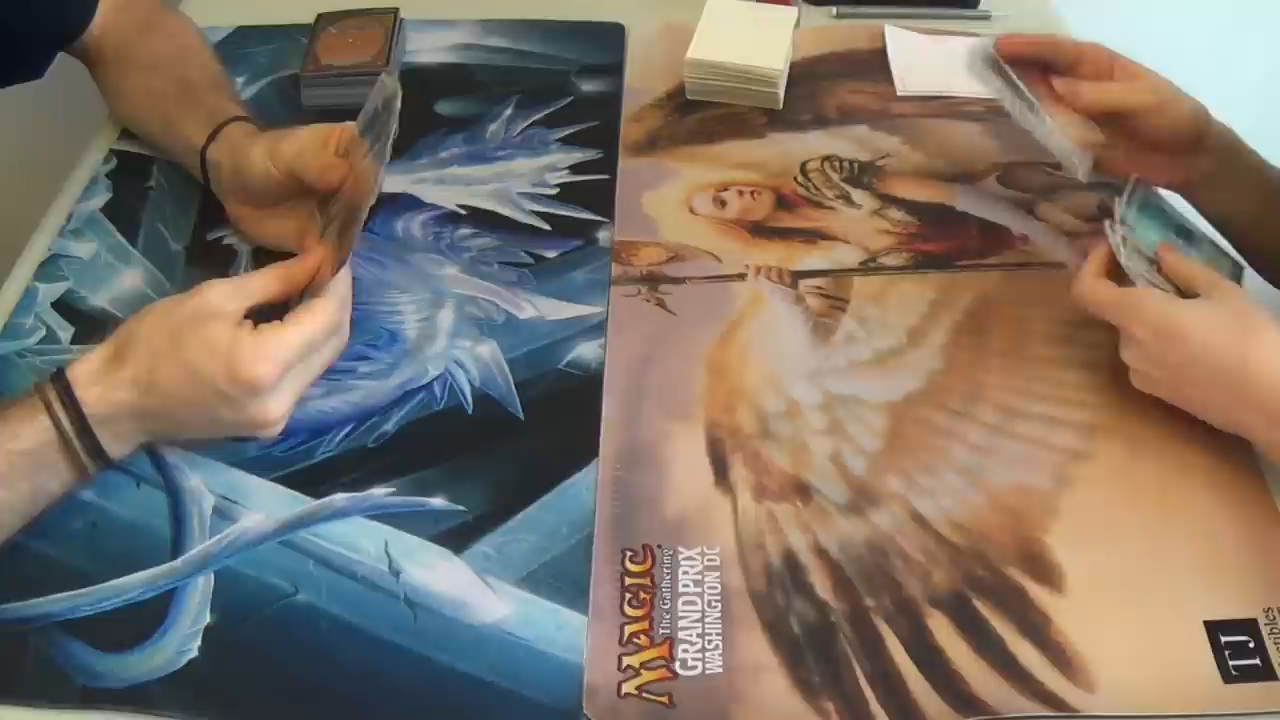 MAGIC
The Gathering
GRAND PRIX
WASHINGTON DC
TJ